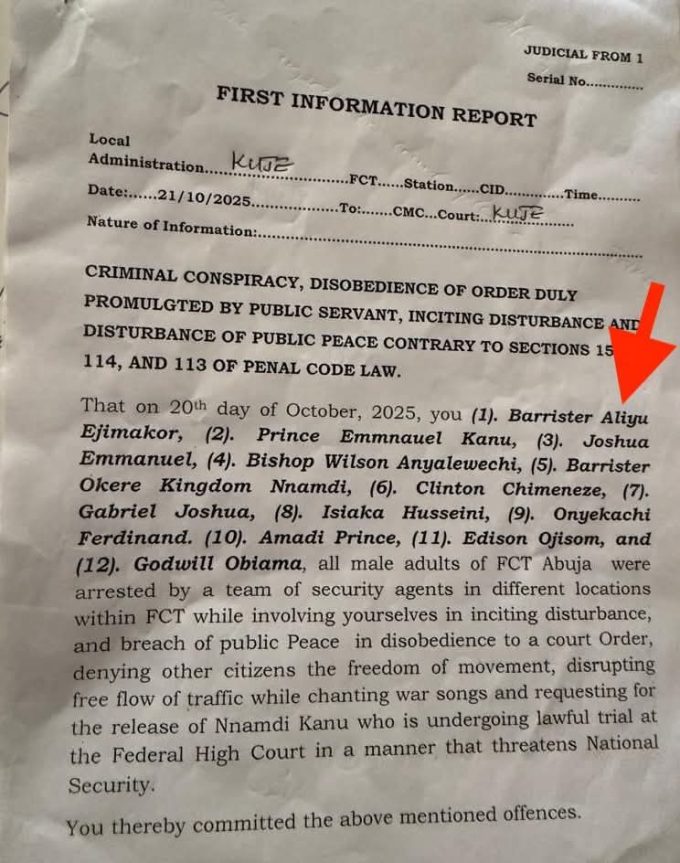 JUDICIAL FROM 1
Serial No..............
FIRST INFORMATION REPORT
Local
Administration....KUJE..................FCT......Station......CID.............Time..........
Date:......21/10/2025...................To:......CMC...Court:..KUJE.......
Nature of Information:..........................................................................
CRIMINAL CONSPIRACY, DISOBEDIENCE OF ORDER DULY
PROMULGTED BY PUBLIC SERVANT, INCITING DISTURBANCE AND
DISTURBANCE OF PUBLIC PEACE CONTRARY TO SECTIONS 15
114, AND 113 OF PENAL CODE LAW.
That on 20th day of October, 2025, you (1). Barrister Aliyu
Ejimakor, (2). Prince Emmnauel Kanu, (3). Joshua
Emmanuel, (4). Bishop Wilson Anyalewechi, (5). Barrister
Okere Kingdom Nnamdi, (6). Clinton Chimeneze, (7).
Gabriel Joshua, (8). Isiaka Husseini, (9). Onyekachi
Ferdinand. (10). Amadi Prince, (11). Edison Ojisom, and
(12). Godwill Obiama, all male adults of FCT Abuja were
arrested by a team of security agents in different locations
within FCT while involving yourselves in inciting disturbance,
and breach of public Peace in disobedience to a court Order,
denying other citizens the freedom of movement, disrupting
free flow of traffic while chanting war songs and requesting for
the release of Nnamdi Kanu who is undergoing lawful trial at
the Federal High Court in a manner that threatens National
Security.
You thereby committed the above mentioned offences.